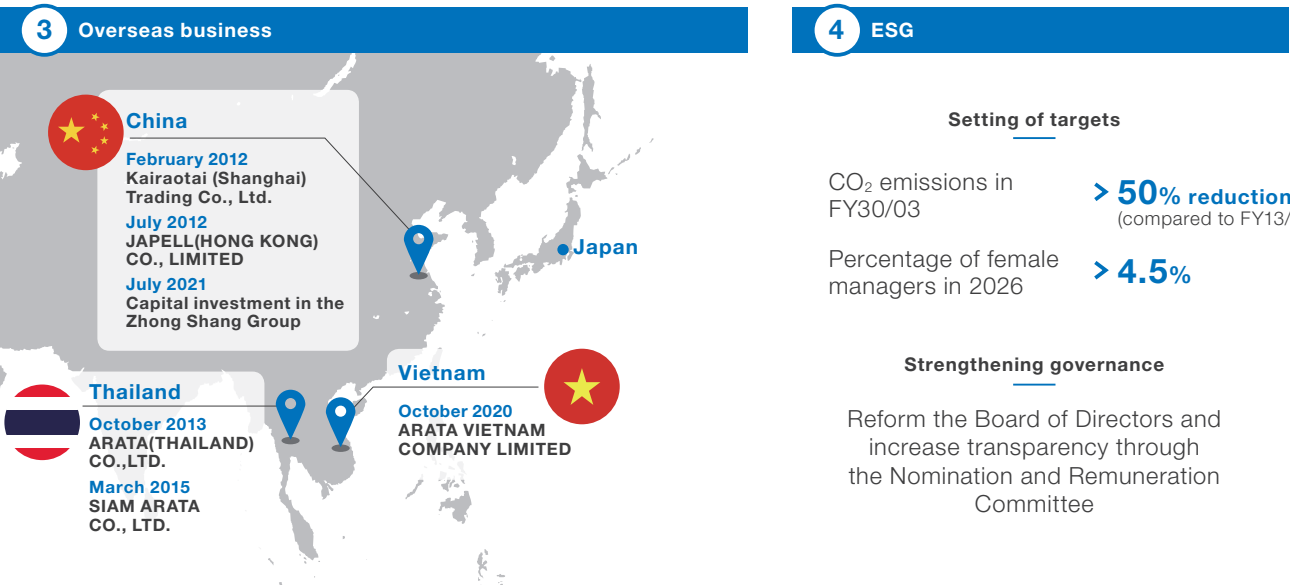 3 Overseas business
China
February 2012
Kairaotai (Shanghai)
Trading Co., Ltd.
July 2012
JAPELL(HONG KONG)
CO., LIMITED
July 2021
Capital investment in the
Zhong Shang Group
Japan
Thailand
October 2013
ARATA(THAILAND)
CO.,LTD.
March 2015
SIAM ARATA
CO., LTD.
Vietnam
October 2020
ARATA VIETNAM
COMPANY LIMITED
4 ESG
Setting of targets
CO₂ emissions in
FY30/03
> 50% reduction
(compared to FY13/
Percentage of female
managers in 2026
> 4.5%
Strengthening governance
Reform the Board of Directors and
increase transparency through
the Nomination and Remuneration
Committee